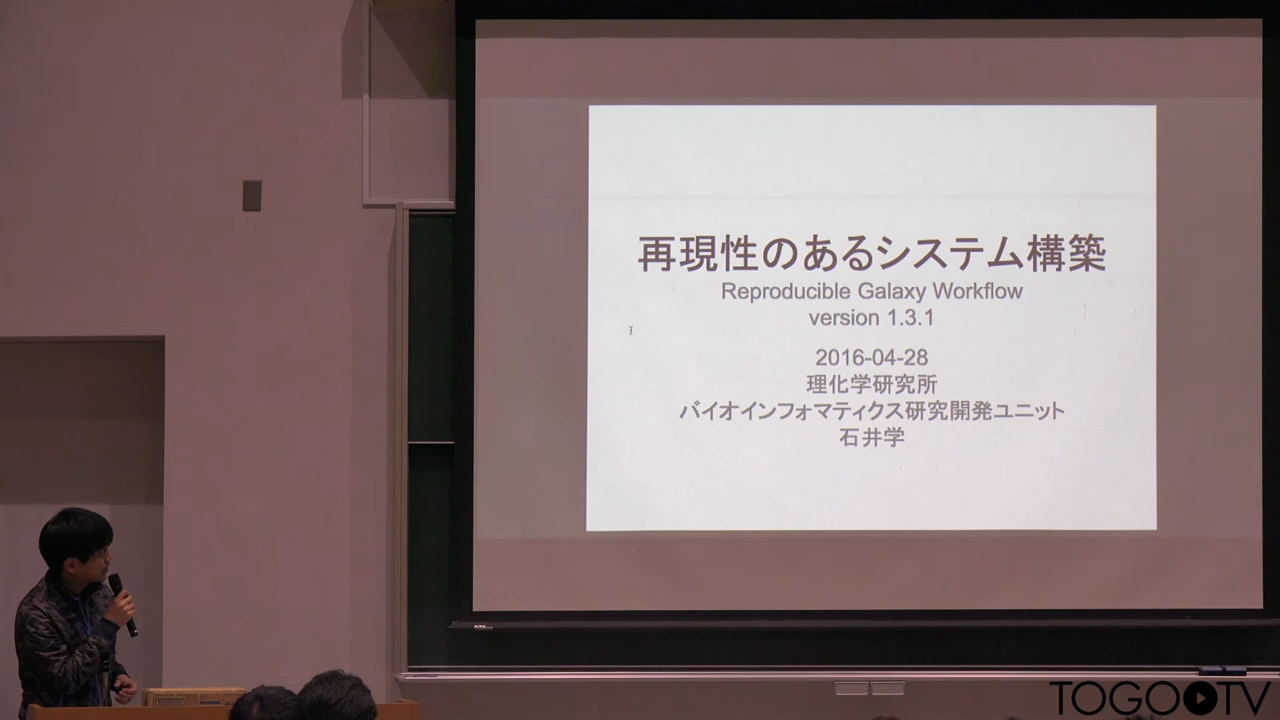 再現性のあるシステム構築
Reproducible Galaxy Workflow
version 1.3.1
2016-04-28
理化学研究所
バイオインフォマティクス研究開発ユニット
石井学
TOGOTV